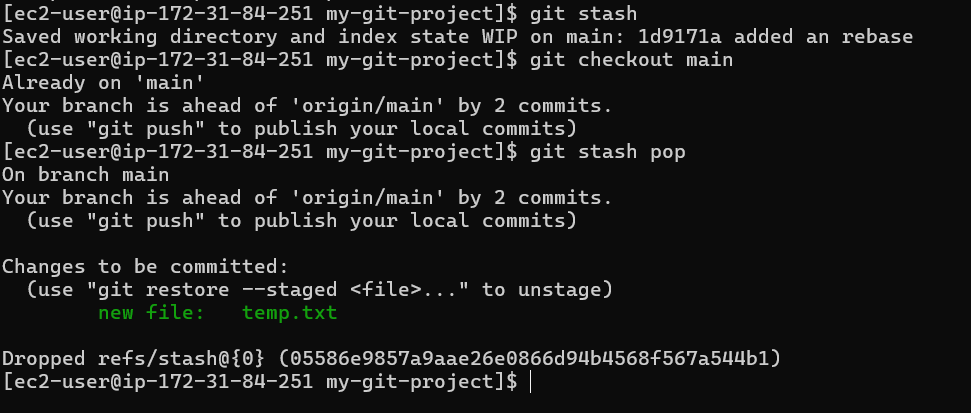 [ec2-user@ip-172-31-84-251 my-git-project]$ git stash
Saved working directory and index state WIP on main: 1d9171a added an rebase
[ec2-user@ip-172-31-84-251 my-git-project]$ git checkout main
Already on 'main'
Your branch is ahead of 'origin/main' by 2 commits.
  (use "git push" to publish your local commits)
[ec2-user@ip-172-31-84-251 my-git-project]$ git stash pop
On branch main
Your branch is ahead of 'origin/main' by 2 commits.
  (use "git push" to publish your local commits)

Changes to be committed:
  (use "git restore --staged <file>..." to unstage)
        new file:   temp.txt

Dropped refs/stash@{0} (05586e9857a9aae26e0866d94b4568f567a544b1)
[ec2-user@ip-172-31-84-251 my-git-project]$